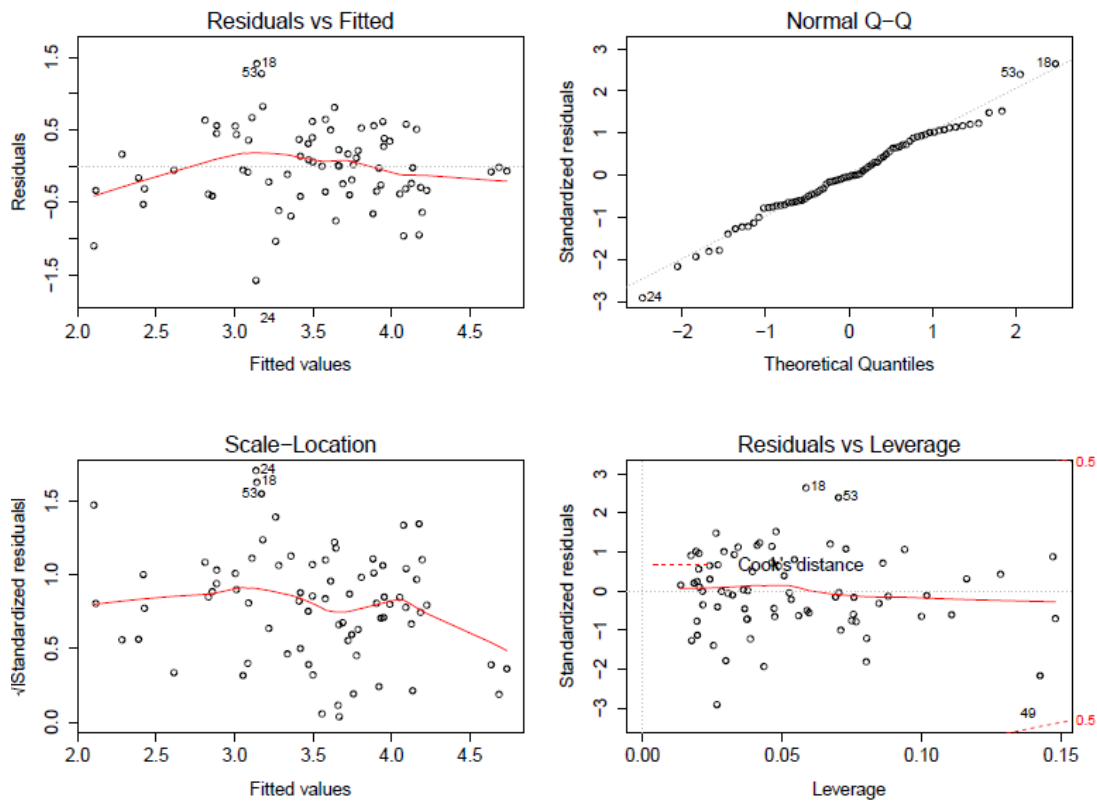 Residuals vs Fitted
Residuals
1.5
0.5
-0.5
-1.5
18
53
24
2.0 2.5 3.0 3.5 4.0 4.5
Fitted values
Normal Q-Q
Standardized residuals
3
2
1
0
-1
-2
-3
53
18
24
-2 -1 0 1 2
Theoretical Quantiles
Scale-Location
√|Standardized residuals|
1.5
1.0
0.5
0.0
24
18
53
2.0 2.5 3.0 3.5 4.0 4.5
Fitted values
Residuals vs Leverage
Standardized residuals
3
2
1
0
-1
-2
-3
0.5
18
53
Cook's distance
49
0.5
0.00 0.05 0.10 0.15
Leverage